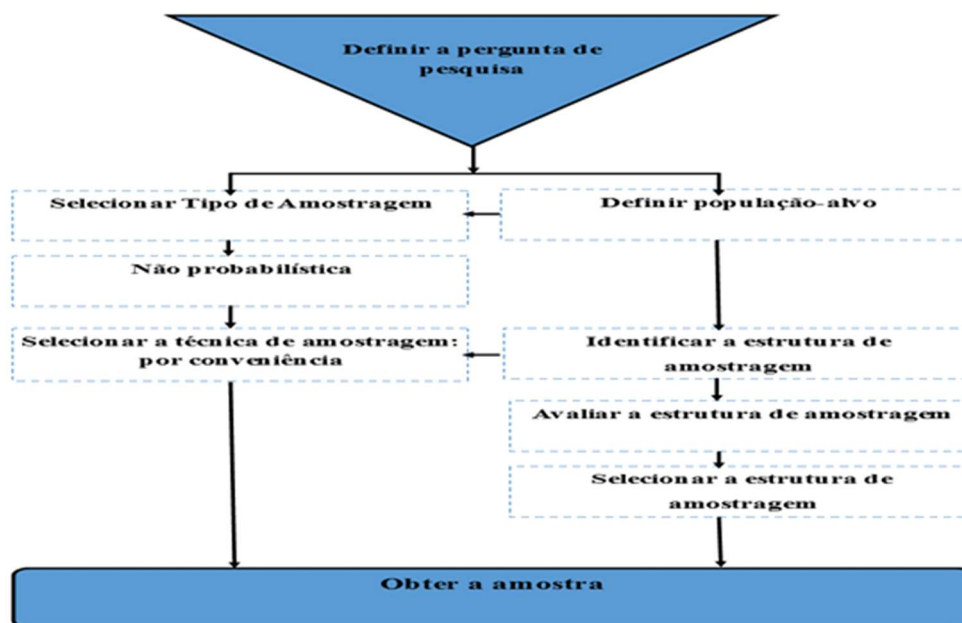 Definir a pergunta de
pesquisa
Selecionar Tipo de Amostragem
Definir população-alvo
Não probabilística
Selecionar a técnica de amostragem:
por conveniência
Identificar a estrutura de
amostragem
Avaliar a estrutura de amostragem
Selecionar a estrutura de
amostragem
Obter a amostra